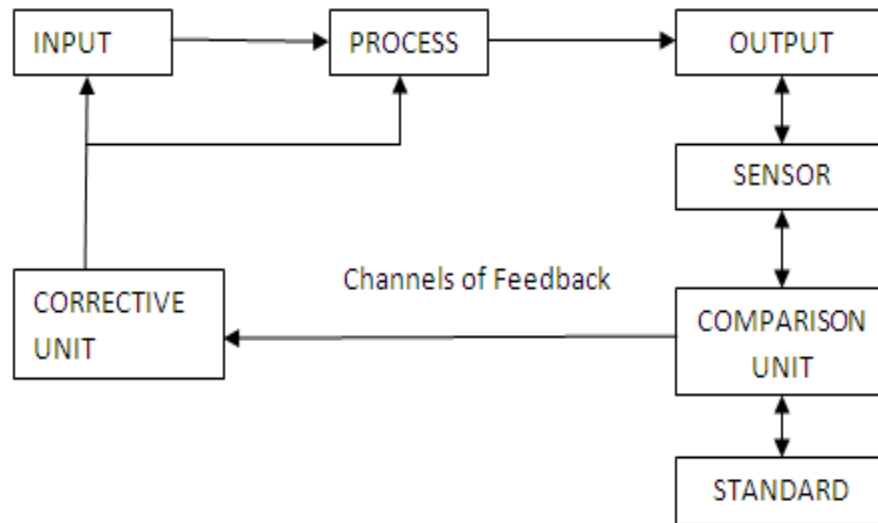 INPUT
PROCESS
OUTPUT
SENSOR
Channels of Feedback
CORRECTIVE
UNIT
COMPARISON
UNIT
STANDARD